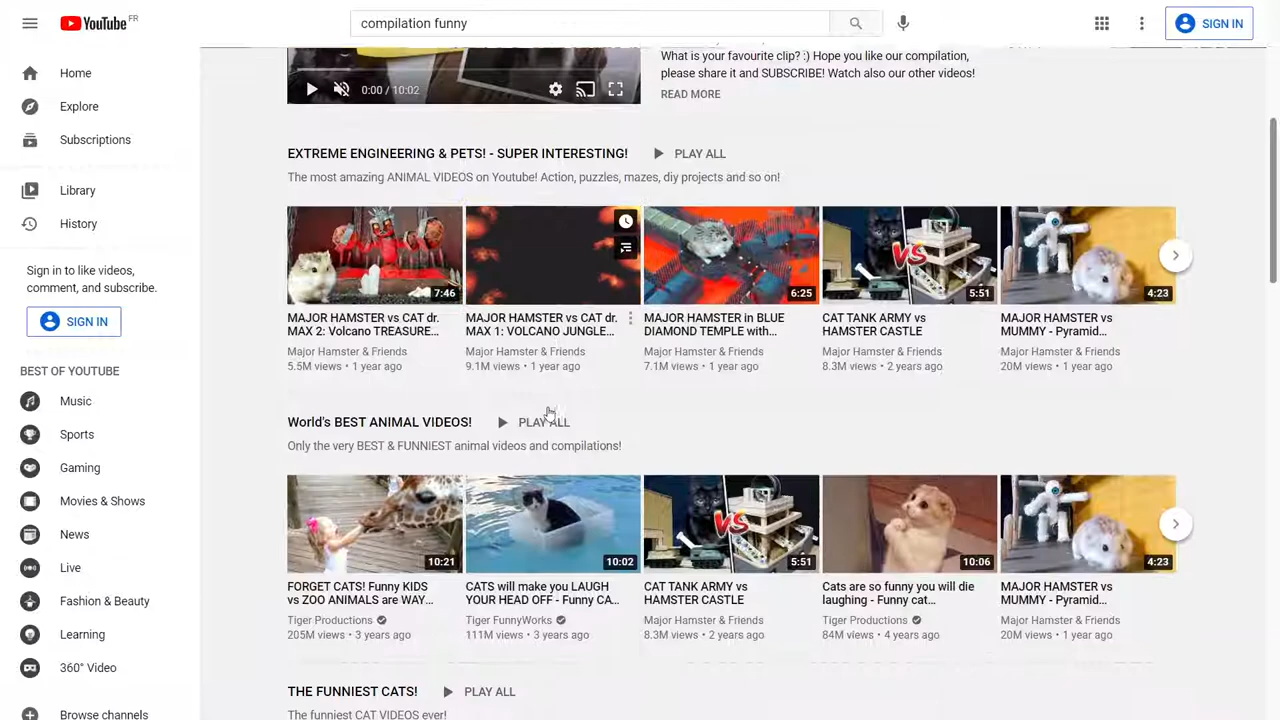 YouTube FR
compilation funny
SIGN IN
Home
Explore
Subscriptions
Library
History
Sign in to like videos,
comment, and subscribe.
SIGN IN
BEST OF YOUTUBE
Music
Sports
Gaming
Movies & Shows
News
Live
Fashion & Beauty
Learning
360° Video
Browse channels
0:00 / 10:02
What is your favourite clip? :) Hope you like our compilation,
please share it and SUBSCRIBE! Watch also our other videos!
READ MORE
EXTREME ENGINEERING & PETS! - SUPER INTERESTING! PLAY ALL
The most amazing ANIMAL VIDEOS on Youtube! Action, puzzles, mazes, diy projects and so on!
7:46
MAJOR HAMSTER vs CAT dr.
MAX 2: Volcano TREASURE...
Major Hamster & Friends
5.5M views • 1 year ago
MAJOR HAMSTER vs CAT dr.
MAX 1: VOLCANO JUNGLE...
Major Hamster & Friends
9.1M views • 1 year ago
6:25
MAJOR HAMSTER in BLUE
DIAMOND TEMPLE with...
Major Hamster & Friends
7.1M views • 1 year ago
VS
5:51
CAT TANK ARMY vs
HAMSTER CASTLE
Major Hamster & Friends
8.3M views • 2 years ago
4:23
MAJOR HAMSTER vs
MUMMY - Pyramid...
Major Hamster & Friends
20M views • 1 year ago
World's BEST ANIMAL VIDEOS! PLAY ALL
Only the very BEST & FUNNIEST animal videos and compilations!
10:21
FORGET CATS! Funny KIDS
vs ZOO ANIMALS are WAY...
Tiger Productions
205M views • 3 years ago
10:02
CATS will make you LAUGH
YOUR HEAD OFF - Funny CA...
Tiger FunnyWorks
111M views • 3 years ago
VS
5:51
CAT TANK ARMY vs
HAMSTER CASTLE
Major Hamster & Friends
8.3M views • 2 years ago
10:06
Cats are so funny you will die
laughing - Funny cat...
Tiger Productions
84M views • 4 years ago
4:23
MAJOR HAMSTER vs
MUMMY - Pyramid...
Major Hamster & Friends
20M views • 1 year ago
THE FUNNIEST CATS! PLAY ALL
The funniest CAT VIDEOS ever!